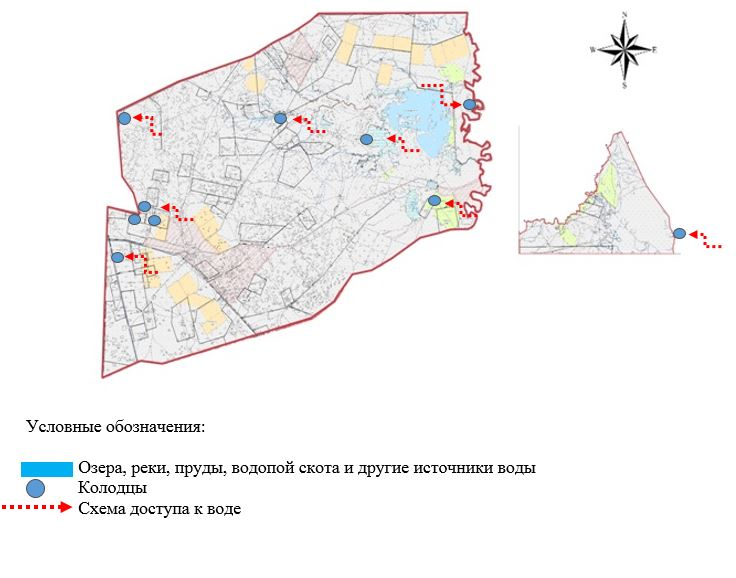 N
W E
S
Условные обозначения:
Озера, реки, пруды, водопой скота и другие источники воды
Колодцы
Схема доступа к воде